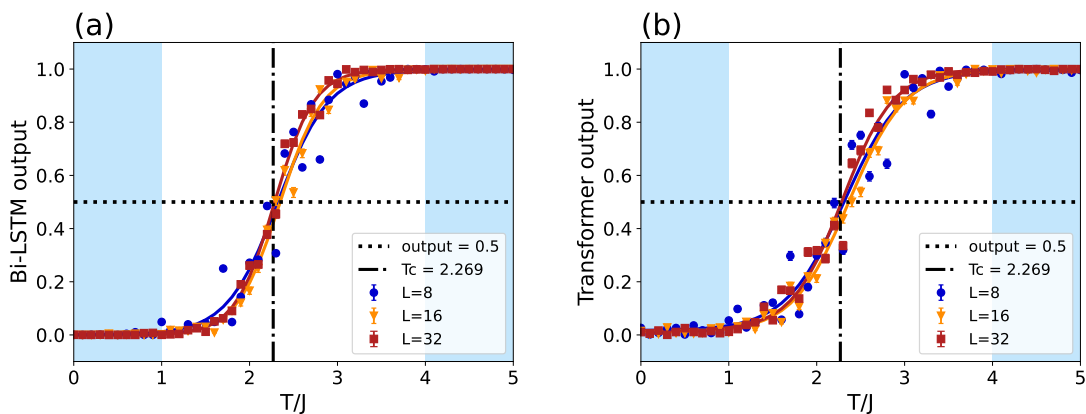 (a)
Bi-LSTM output
1.0
0.8
0.6
0.4
0.2
0.0
output = 0.5
Tc = 2.269
L=8
L=16
L=32
0 1 2 3 4 5
T/J
(b)
Transformer output
1.0
0.8
0.6
0.4
0.2
0.0
output = 0.5
Tc = 2.269
L=8
L=16
L=32
0 1 2 3 4 5
T/J